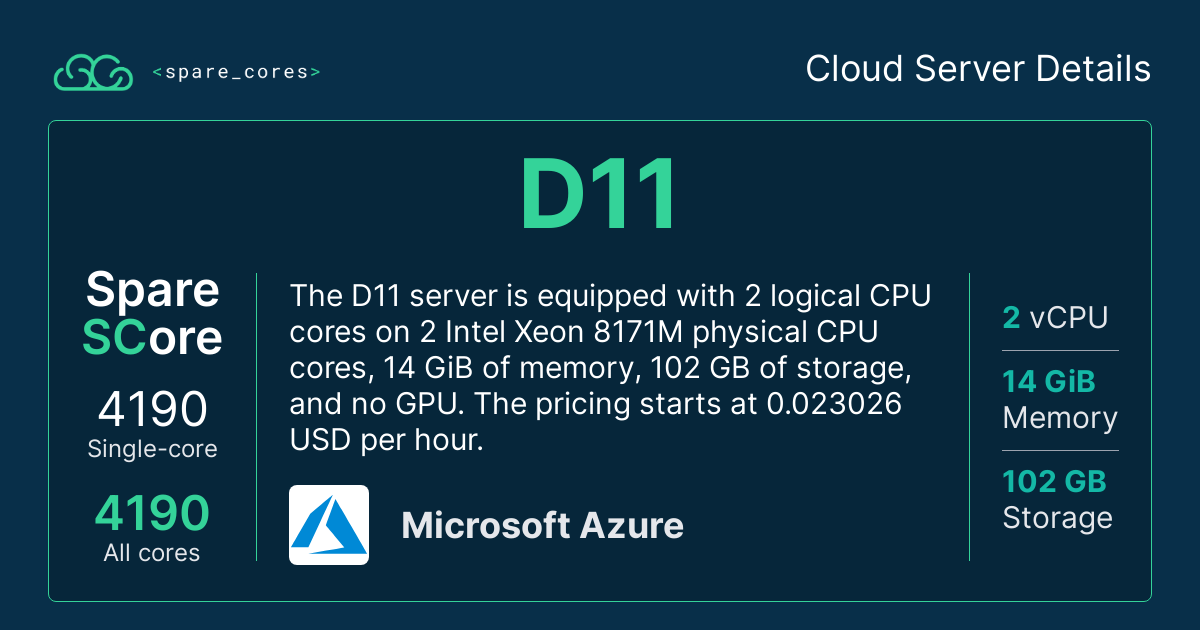 <spare_cores>
Cloud Server Details
D11
Spare
SCore
4190
Single-core
4190
All cores
The D11 server is equipped with 2 logical CPU
cores on 2 Intel Xeon 8171M physical CPU
cores, 14 GiB of memory, 102 GB of storage,
and no GPU. The pricing starts at 0.023026
USD per hour.
Microsoft Azure
2 vCPU
14 GiB
Memory
102 GB
Storage